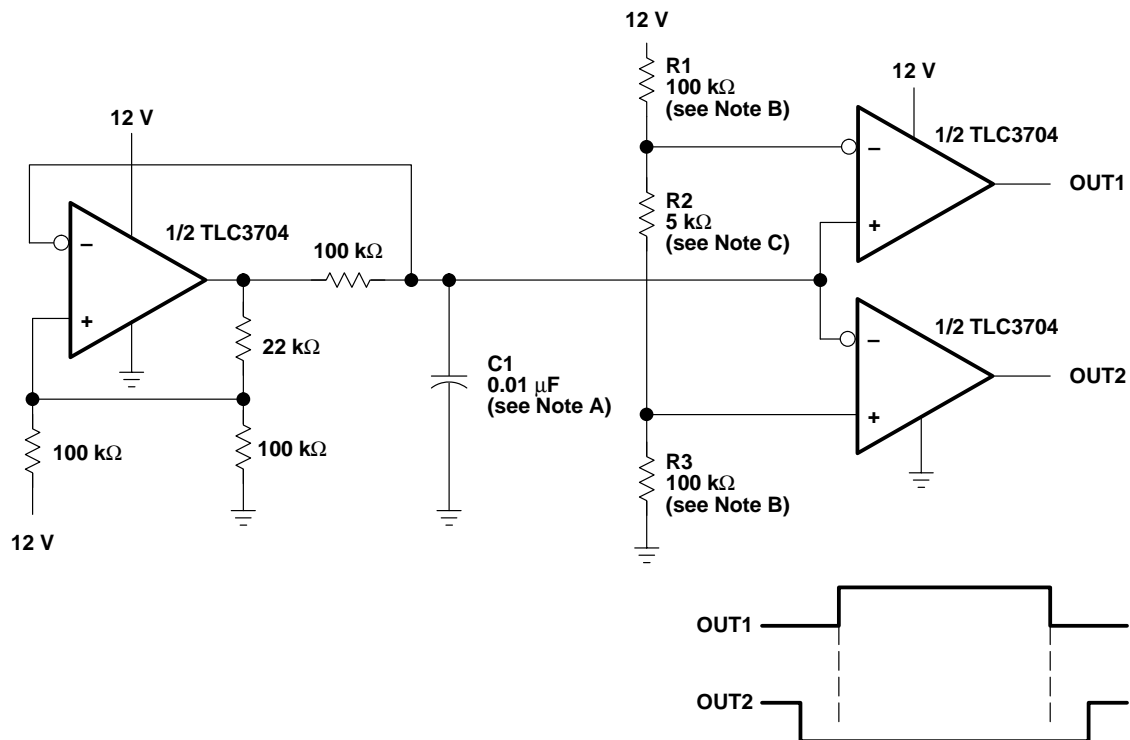 12 V
R1
100 kΩ
(see Note B)
12 V
12 V
1/2 TLC3704
−
+
OUT1
R2
5 kΩ
(see Note C)
1/2 TLC3704
−
+
100 kΩ
22 kΩ
100 kΩ
100 kΩ
12 V
C1
0.01 μF
(see Note A)
1/2 TLC3704
−
+
OUT2
R3
100 kΩ
(see Note B)
OUT1
OUT2